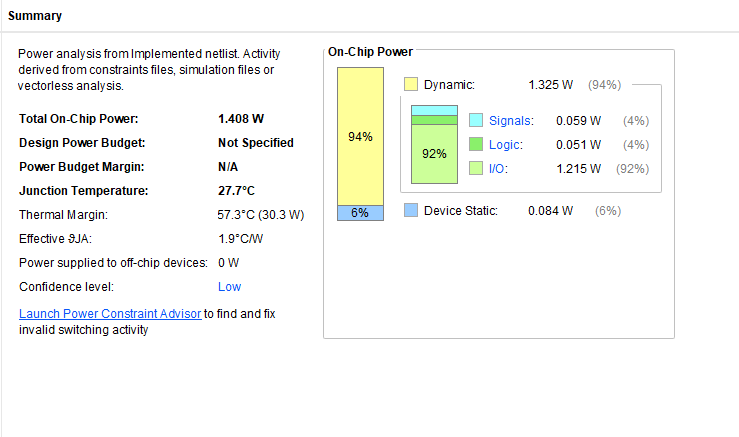 Summary
Power analysis from Implemented netlist. Activity
derived from constraints files, simulation files or
vectorless analysis.
Total On-Chip Power: 1.408 W
Design Power Budget: Not Specified
Power Budget Margin: N/A
Junction Temperature: 27.7°C
Thermal Margin: 57.3°C (30.3 W)
Effective ϑJA: 1.9°C/W
Power supplied to off-chip devices: 0 W
Confidence level: Low
Launch Power Constraint Advisor to find and fix
invalid switching activity
On-Chip Power
94%
6%
Dynamic: 1.325 W (94%)
92%
Signals: 0.059 W (4%)
Logic: 0.051 W (4%)
I/O: 1.215 W (92%)
Device Static: 0.084 W (6%)